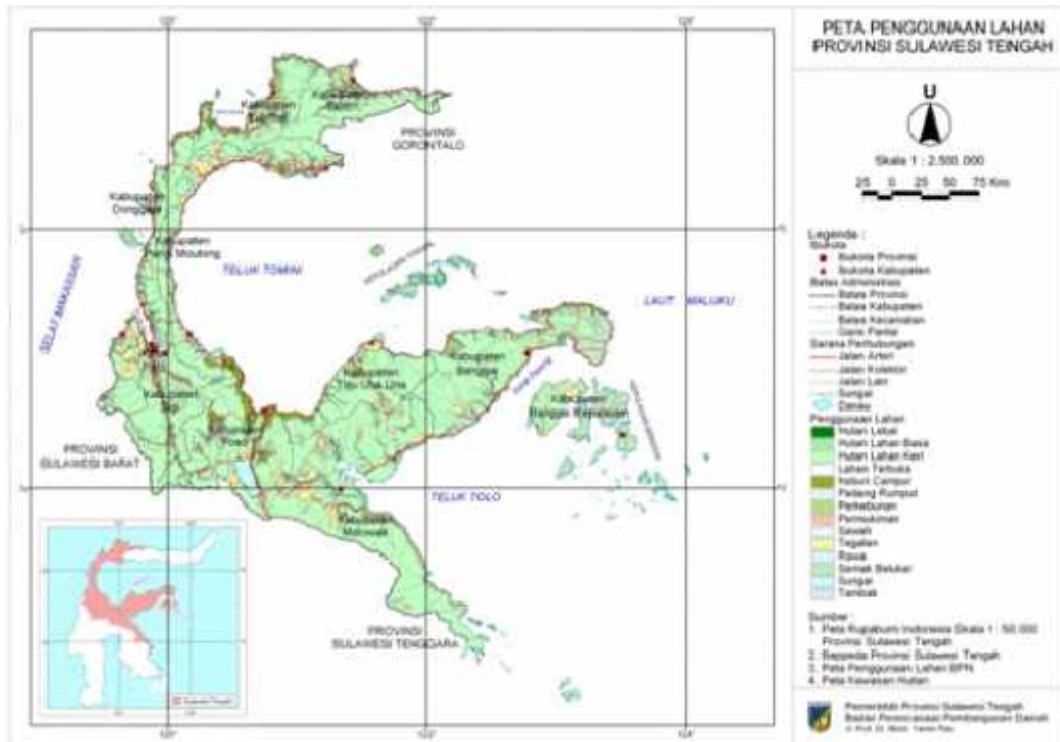 PETA PENGGUNAAN LAHAN
PROVINSI SULAWESI TENGAH
U
Skala 1 : 2.500.000
25 0 25 50 75 Kms
Legenda :
Ibukota
Ibukota Provinsi
Ibukota Kabupaten
Batas Administrasi
Batas Provinsi
Batas Kabupaten
Batas Kecamatan
Garis Pantai
Sarana Perhubungan
Jalan Arteri
Jalan Kolektor
Jalan Lain
Sungai
Danau
Penggunaan Lahan
Hutan Lebat
Hutan Lahan Basa
Hutan Lahan Keri
Lahan Terbuka
Kebun Campur
Padang Rumput
Perkebunan
Permukiman
Sawah
Tegalan
Rawa
Semak Belukar
Sungai
Tambak
Sumber :
1. Peta Rupabumi Indonesia Skala 1 : 50.000
Provinsi Sulawesi Tengah
2. Bappeda Provinsi Sulawesi Tengah
3. Peta Penggunaan Lahan BPN
4. Peta Kawasan Hutan
Pemerintah Provinsi Sulawesi Tengah
Badan Perencanaan Pembangunan Daerah
Kabupaten
Kabupaten
PROVINSI
GORONTALO
Kabupaten
Donggala
Kabupaten
Parigi Moutong
TELUK TOMINI
SELAT MAKASSAR
LAUT MALUKU
Kabupaten
Tojo Una-Una
Kabupaten
Banggai
Kabupaten
Banggai Kepulauan
Kabupaten
Sigi
Kabupaten
Poso
PROVINSI
SULAWESI BARAT
TELUK TOLO
Kabupaten
Morowali
PROVINSI
SULAWESI TENGGARA